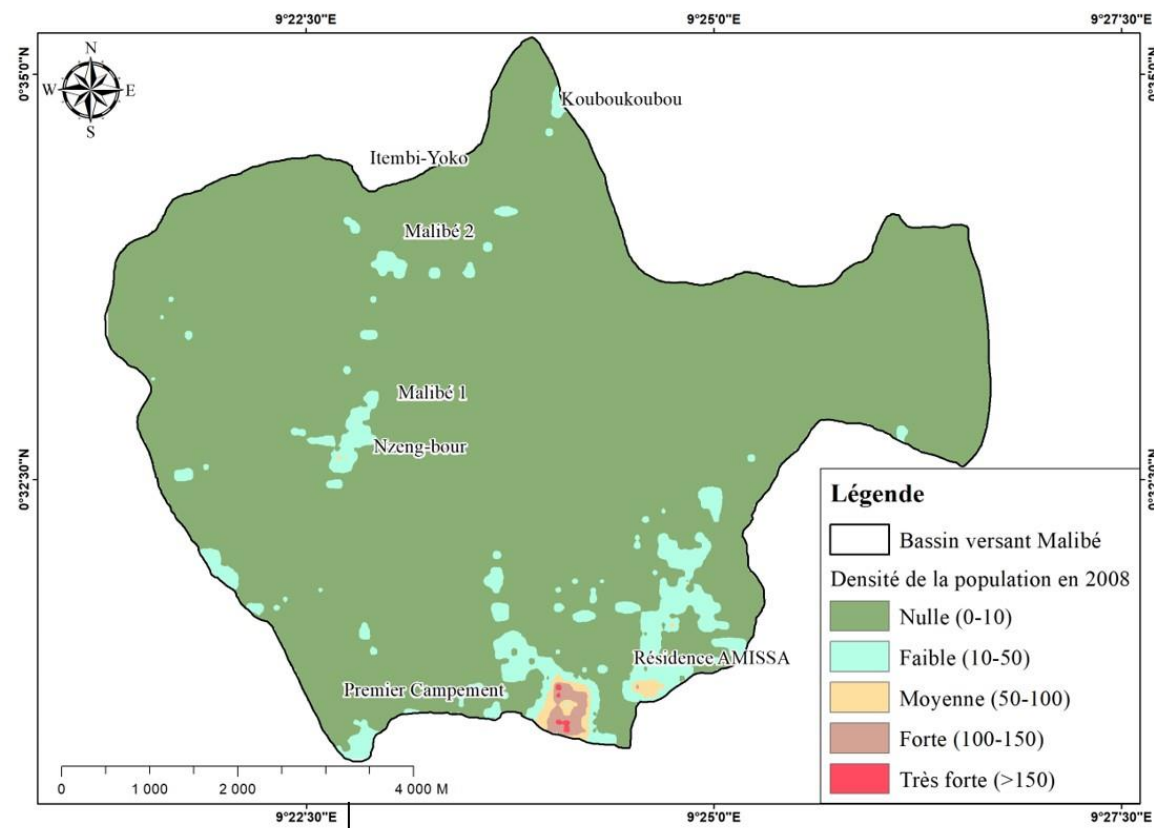 9°22'30"E
9°25'0"E
9°27'30"E
0°35'0"N
0°35'0"N
N
W
E
S
Kouboukoubou
Itembi-Yoko
Malibé 2
Malibé 1
Nzeng-bour
0°32'30"N
0°32'30"N
Légende
Bassin versant Malibé
Densité de la population en 2008
Nulle (0-10)
Faible (10-50)
Moyenne (50-100)
Forte (100-150)
Très forte (>150)
Résidence AMISSA
Premier Campement
0 1 000 2 000 4 000 M
9°22'30"E
9°25'0"E
9°27'30"E